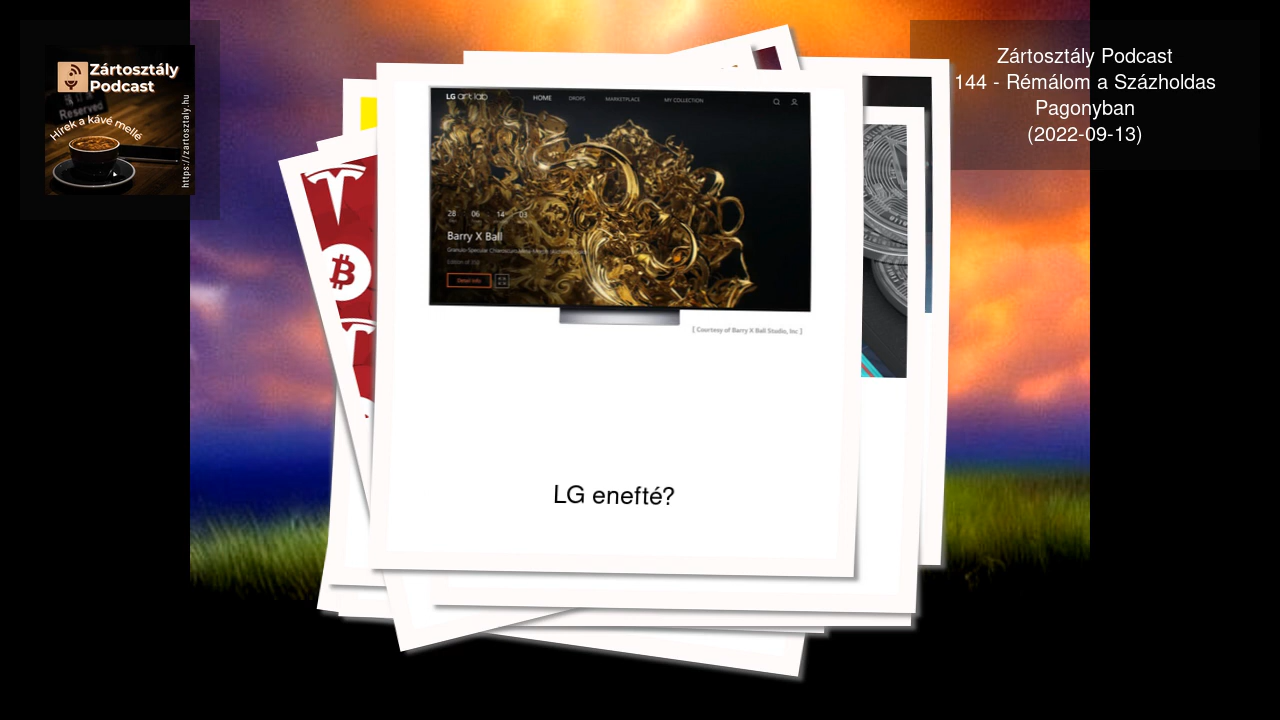 Zártosztály
Podcast
Reserved
Hírek a kávé mellé
https://zartosztaly.hu
Zártosztály Podcast
144 - Rémálom a Százholdas
Pagonyban
(2022-09-13)
LG art lab
HOME
DROPS
MARKETPLACE
MY COLLECTION
28 06 14 03
Barry X Ball
Detail Info
[ Courtesy of Barry X Ball Studio, Inc ]
LG enefté?